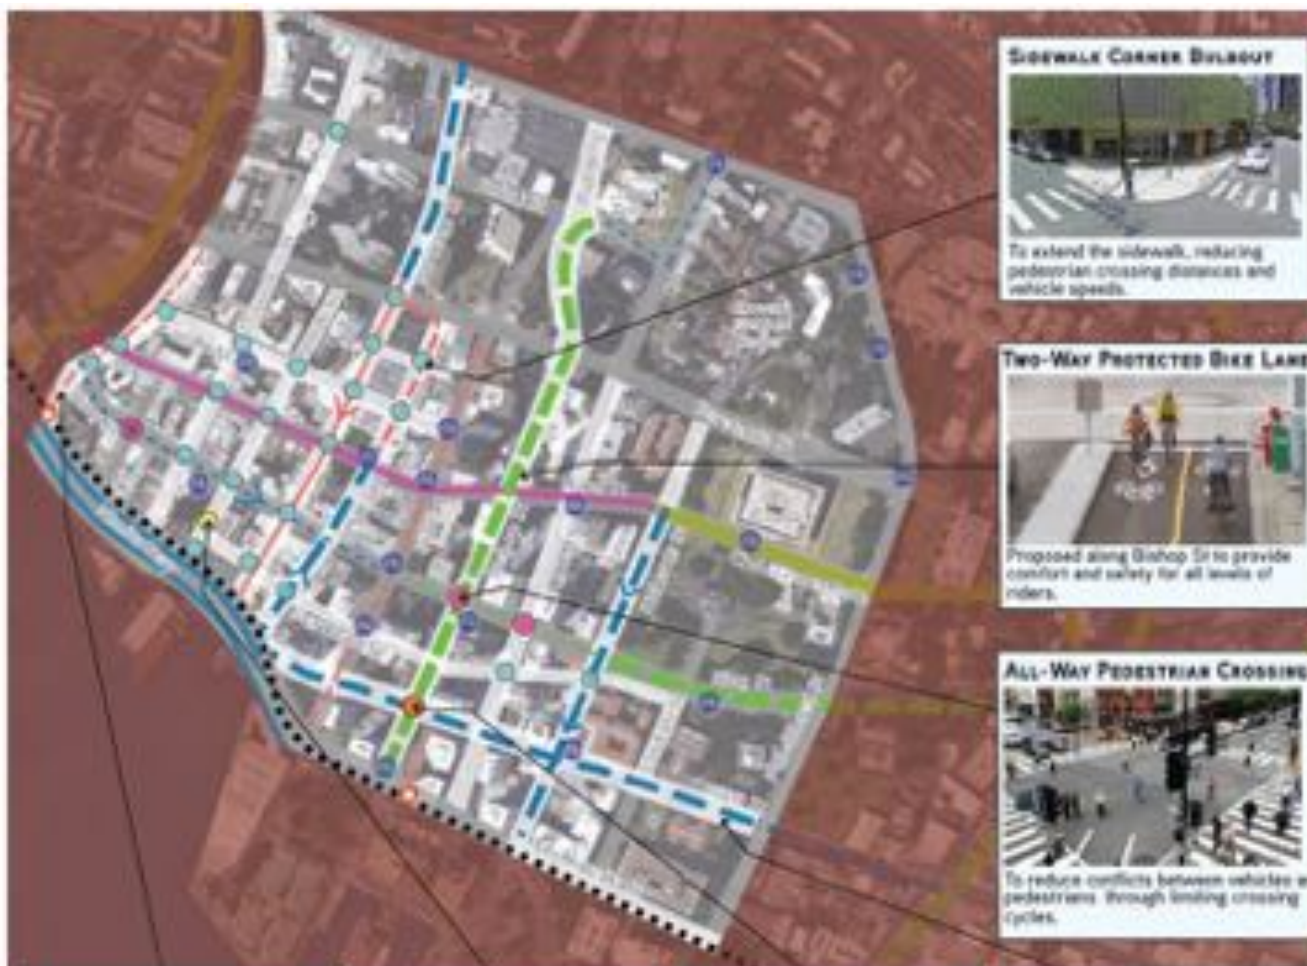 SIDEWALK CORNER BULBOUT
To extend the sidewalk, reducing
pedestrian crossing distances and
vehicle speeds.
TWO-WAY PROTECTED BIKE LANE
Proposed along Bishop St to provide
comfort and safety for all levels of
riders.
ALL-WAY PEDESTRIAN CROSSING
To reduce conflicts between vehicles
pedestrians through limiting crossing
cycles.